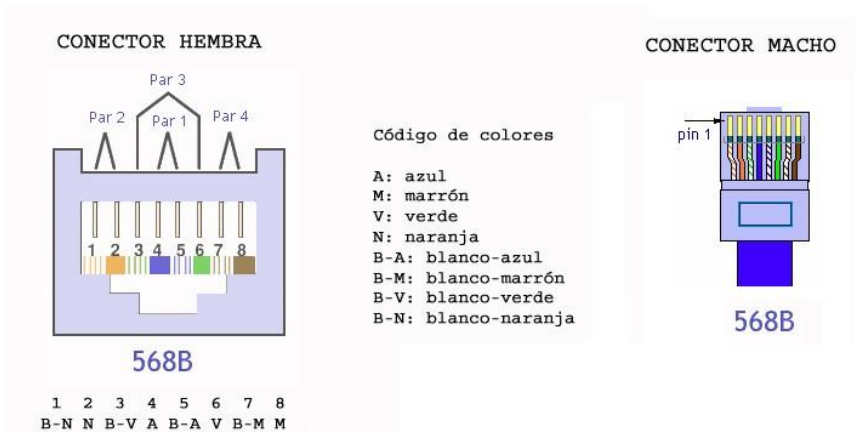 CONECTOR HEMBRA
Par 3
Par 2 Par 1 Par 4
1 2 3 4 5 6 7 8
568B
1 2 3 4 5 6 7 8
B-N N B-V A B-A V B-M M
Código de colores
A: azul
M: marrón
V: verde
N: naranja
B-A: blanco-azul
B-M: blanco-marrón
B-V: blanco-verde
B-N: blanco-naranja
CONECTOR MACHO
pin 1
568B